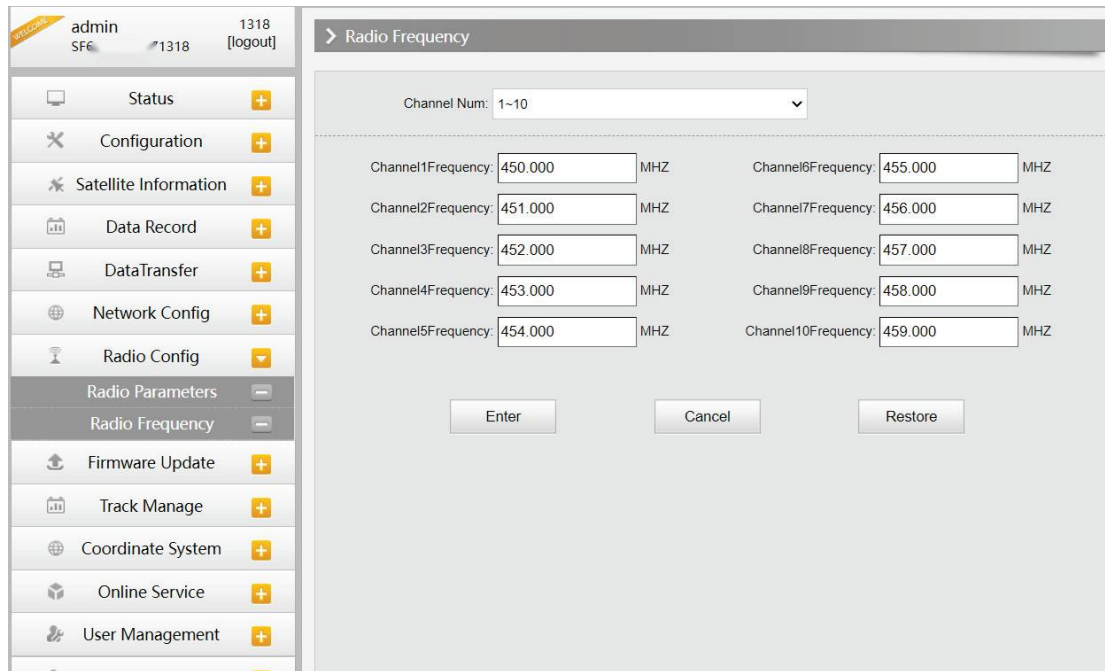 WELCOME
admin
1318
SF6
1318
[logout]
Status
Configuration
Satellite Information
Data Record
DataTransfer
Network Config
Radio Config
Radio Parameters
Radio Frequency
Firmware Update
Track Manage
Coordinate System
Online Service
User Management
Radio Frequency
Channel Num: 1~10
Channel1Frequency: 450.000 MHZ
Channel6Frequency: 455.000 MHZ
Channel2Frequency: 451.000 MHZ
Channel7Frequency: 456.000 MHZ
Channel3Frequency: 452.000 MHZ
Channel8Frequency: 457.000 MHZ
Channel4Frequency: 453.000 MHZ
Channel9Frequency: 458.000 MHZ
Channel5Frequency: 454.000 MHZ
Channel10Frequency: 459.000 MHZ
Enter
Cancel
Restore